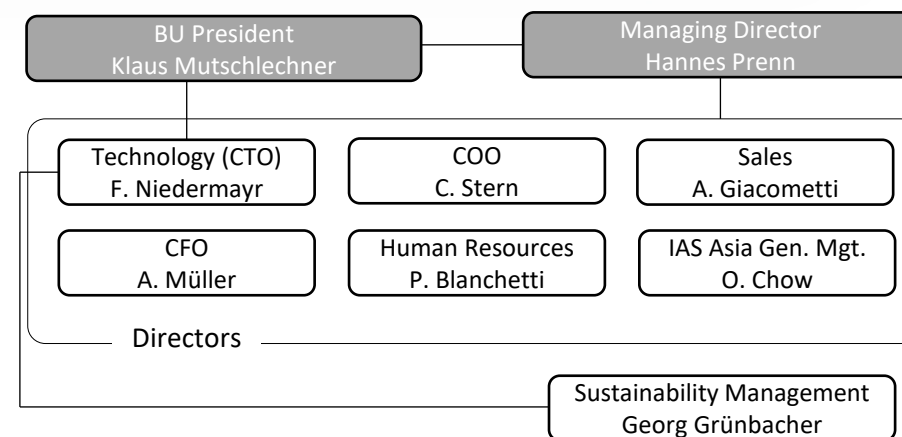 BU President
Klaus Mutschlechner
Managing Director
Hannes Prenn
Technology (CTO)
F. Niedermayr
COO
C. Stern
Sales
A. Giacometti
CFO
A. Müller
Human Resources
P. Blanchetti
IAS Asia Gen. Mgt.
O. Chow
Directors
Sustainability Management
Georg Grünbacher